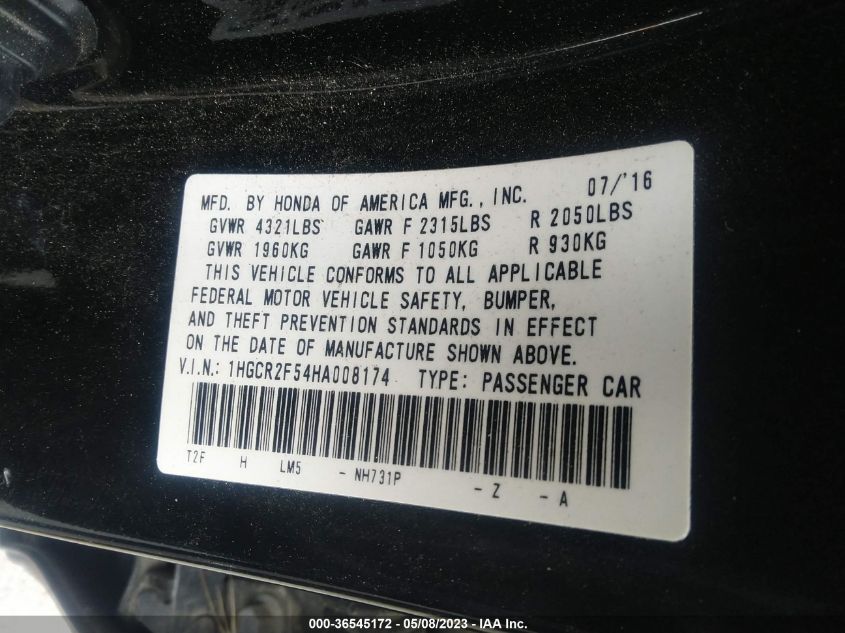 MFD. BY HONDA OF AMERICA MFG., INC. 07/'16
GVWR 4321LBS GAWR F 2315LBS R 2050LBS
GVWR 1960KG GAWR F 1050KG R 930KG
THIS VEHICLE CONFORMS TO ALL APPLICABLE
FEDERAL MOTOR VEHICLE SAFETY, BUMPER,
AND THEFT PREVENTION STANDARDS IN EFFECT
ON THE DATE OF MANUFACTURE SHOWN ABOVE.
V.I.N.: 1HGCR2F54HA008174 TYPE: PASSENGER CAR
T2F H LM5 - NH731P - Z - A
000-36545172 - 05/08/2023 - IAA Inc.